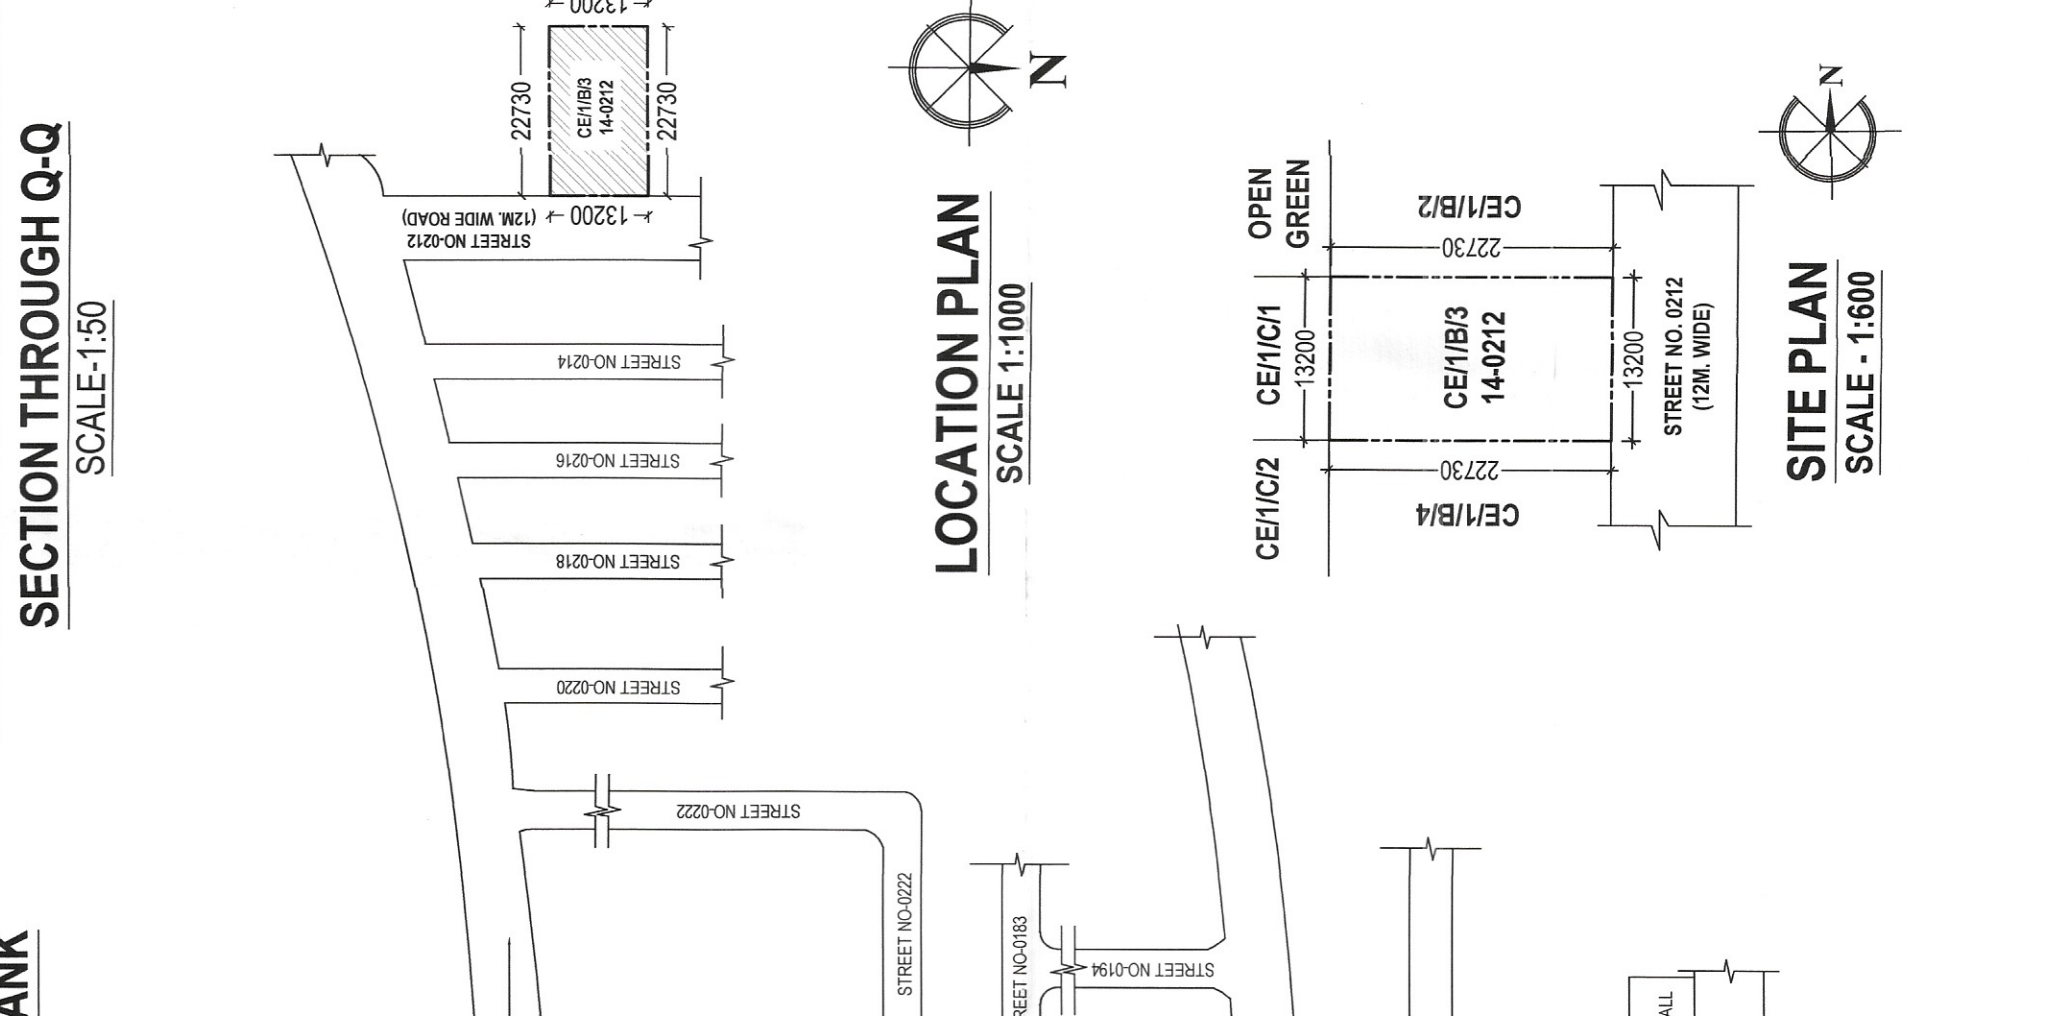 SECTION THROUGH Q-Q
SCALE-1:50
13200
22730
CE/1/B/3
14-0212
22730
13200
STREET NO-0212
(12M. WIDE ROAD)
STREET NO-0214
STREET NO-0216
STREET NO-0218
STREET NO-0220
STREET NO-0222
STREET NO-0222
N
LOCATION PLAN
SCALE 1:1000
OPEN
GREEN
CE/1/C/1
CE/1/C/2
CE/1/B/2
22730
13200
CE/1/B/3
14-0212
13200
22730
CE/1/B/4
STREET NO. 0212
(12M. WIDE)
N
SITE PLAN
SCALE - 1:600
REET NO-0183
STREET NO-0194
ANK
ALL